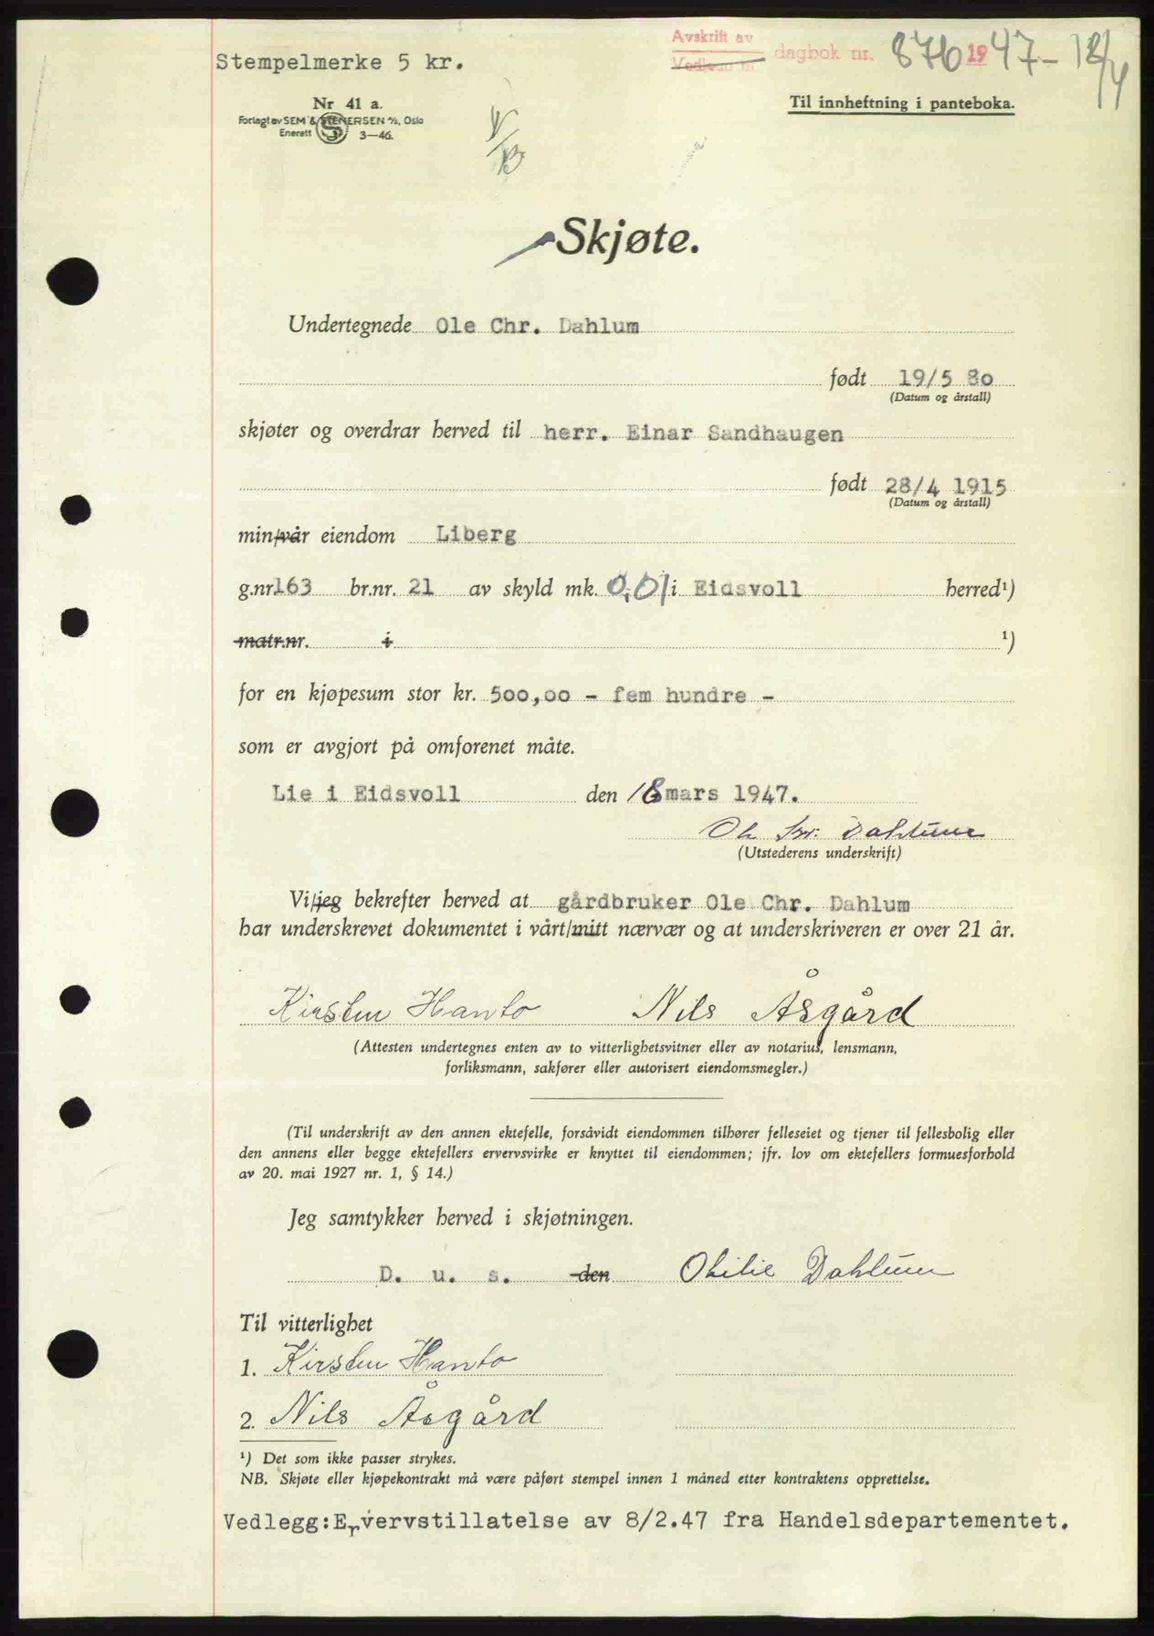 Stempelmerke 5 kr.
Avskrift av
Vedlegg til dagbok nr. 876 1947 - 12/4
Nr 41 a.
Forlagt av SEM & STENERSEN A/S, Oslo
Enerett 3—46.
Til innheftning i panteboka.
Skjøte.
Undertegnede Ole Chr. Dahlum
født 19/5 80
(Datum og årstall)
skjøter og overdrar herved til herr. Einar Sandhaugen
født 28/4 1915
(Datum og årstall)
min/vår eiendom Liberg
g.nr. 163 br.nr. 21 av skyld mk. 0,01 i Eidsvoll herred¹)
matr.nr. i ¹)
for en kjøpesum stor kr. 500,00 - fem hundre -
som er avgjort på omforenet måte.
Lie i Eidsvoll den 18 mars 1947.
Ole Chr. Dahlum
(Utstederens underskrift)
Vi/jeg bekrefter herved at gårdbruker Ole Chr. Dahlum
har underskrevet dokumentet i vårt/mitt nærvær og at underskriveren er over 21 år.
Kirsten Hanto Nils Åsgård
(Attesten undertegnes enten av to vitterlighetsvitner eller av notarius, lensmann,
forliksmann, sakfører eller autorisert eiendomsmegler.)
(Til underskrift av den annen ektefelle, forsåvidt eiendommen tilhører felleseiet og tjener til fellesbolig eller
den annens eller begge ektefellers ervervsvirke er knyttet til eiendommen; jfr. lov om ektefellers formuesforhold
av 20. mai 1927 nr. 1, § 14.)
Jeg samtykker herved i skjøtningen.
D. u. s. den Othilie Dahlum
Til vitterlighet
1. Kirsten Hanto
2. Nils Åsgård
¹) Det som ikke passer strykes.
NB. Skjøte eller kjøpekontrakt må være påført stempel innen 1 måned etter kontraktens opprettelse.
Vedlegg: Ervervstillatelse av 8/2.47 fra Handelsdepartementet.